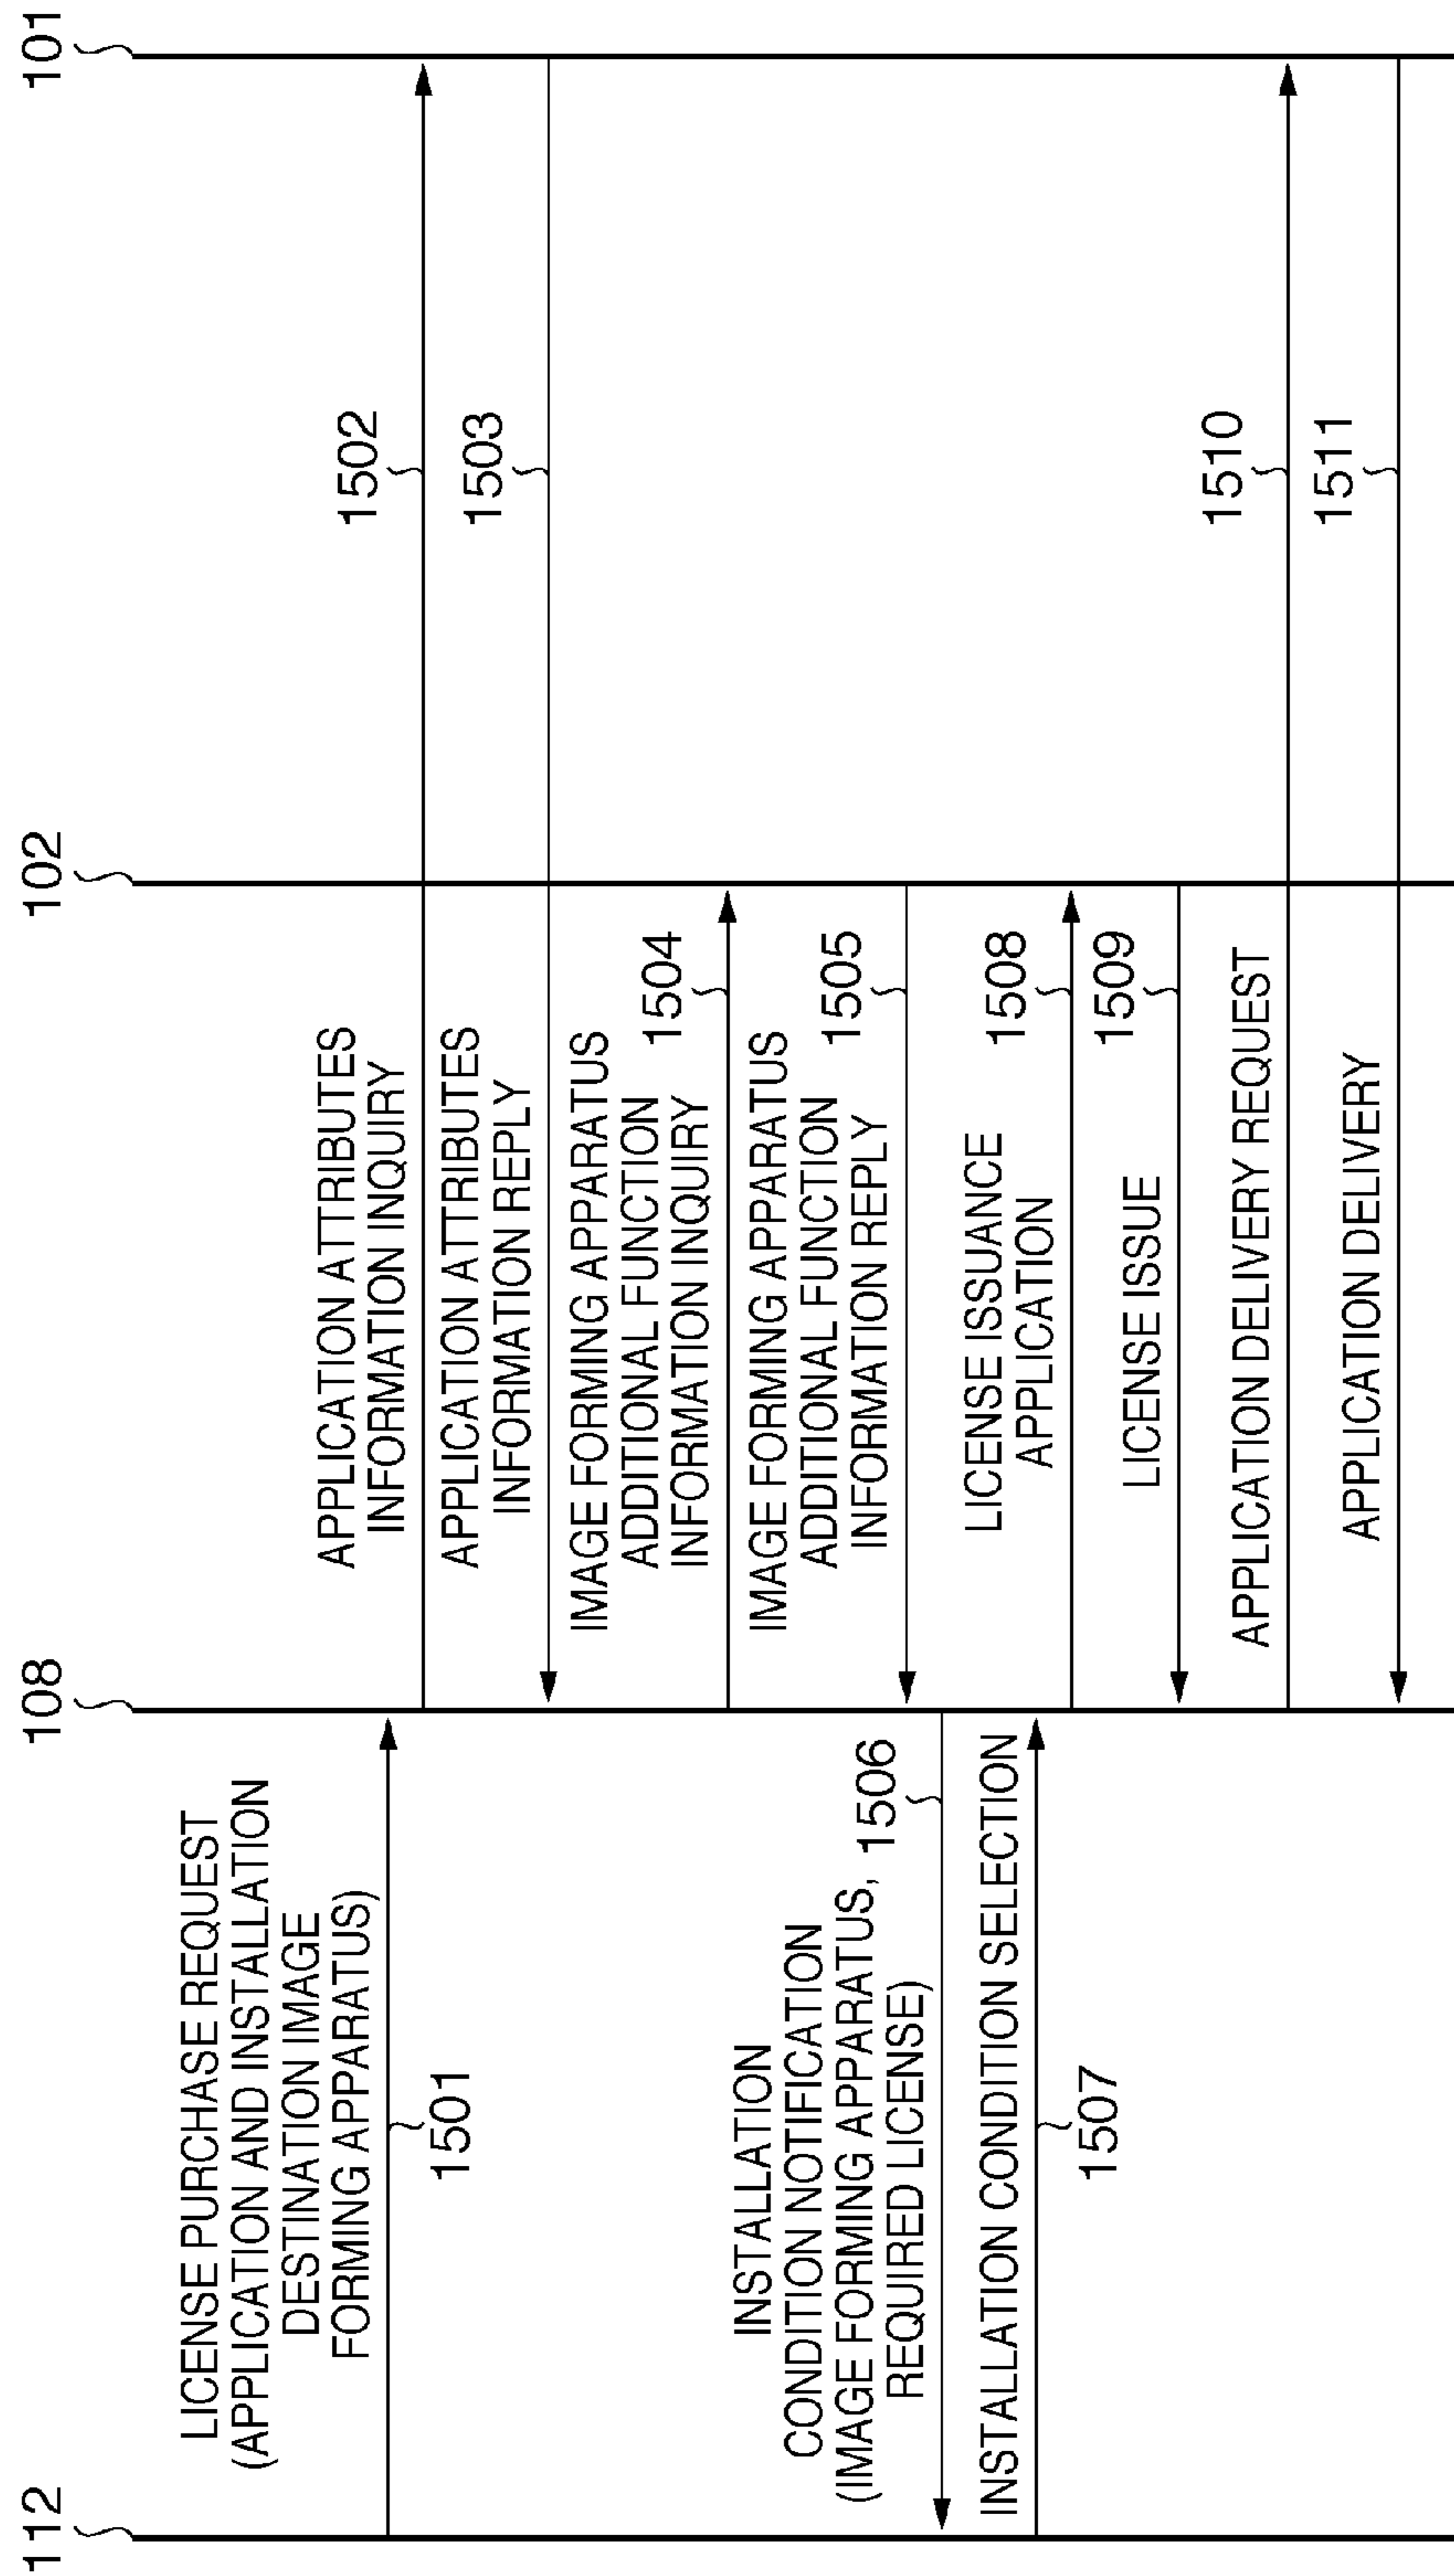 112
108
102
101
LICENSE PURCHASE REQUEST
(APPLICATION AND INSTALLATION
DESTINATION IMAGE
FORMING APPARATUS)
1501
APPLICATION ATTRIBUTES
INFORMATION INQUIRY
1502
APPLICATION ATTRIBUTES
INFORMATION REPLY
1503
IMAGE FORMING APPARATUS
ADDITIONAL FUNCTION
INFORMATION INQUIRY
1504
IMAGE FORMING APPARATUS
ADDITIONAL FUNCTION
INFORMATION REPLY
1505
INSTALLATION
CONDITION NOTIFICATION
(IMAGE FORMING APPARATUS,
REQUIRED LICENSE)
1506
INSTALLATION CONDITION SELECTION
1507
LICENSE ISSUANCE
APPLICATION
1508
LICENSE ISSUE
1509
APPLICATION DELIVERY REQUEST
1510
APPLICATION DELIVERY
1511